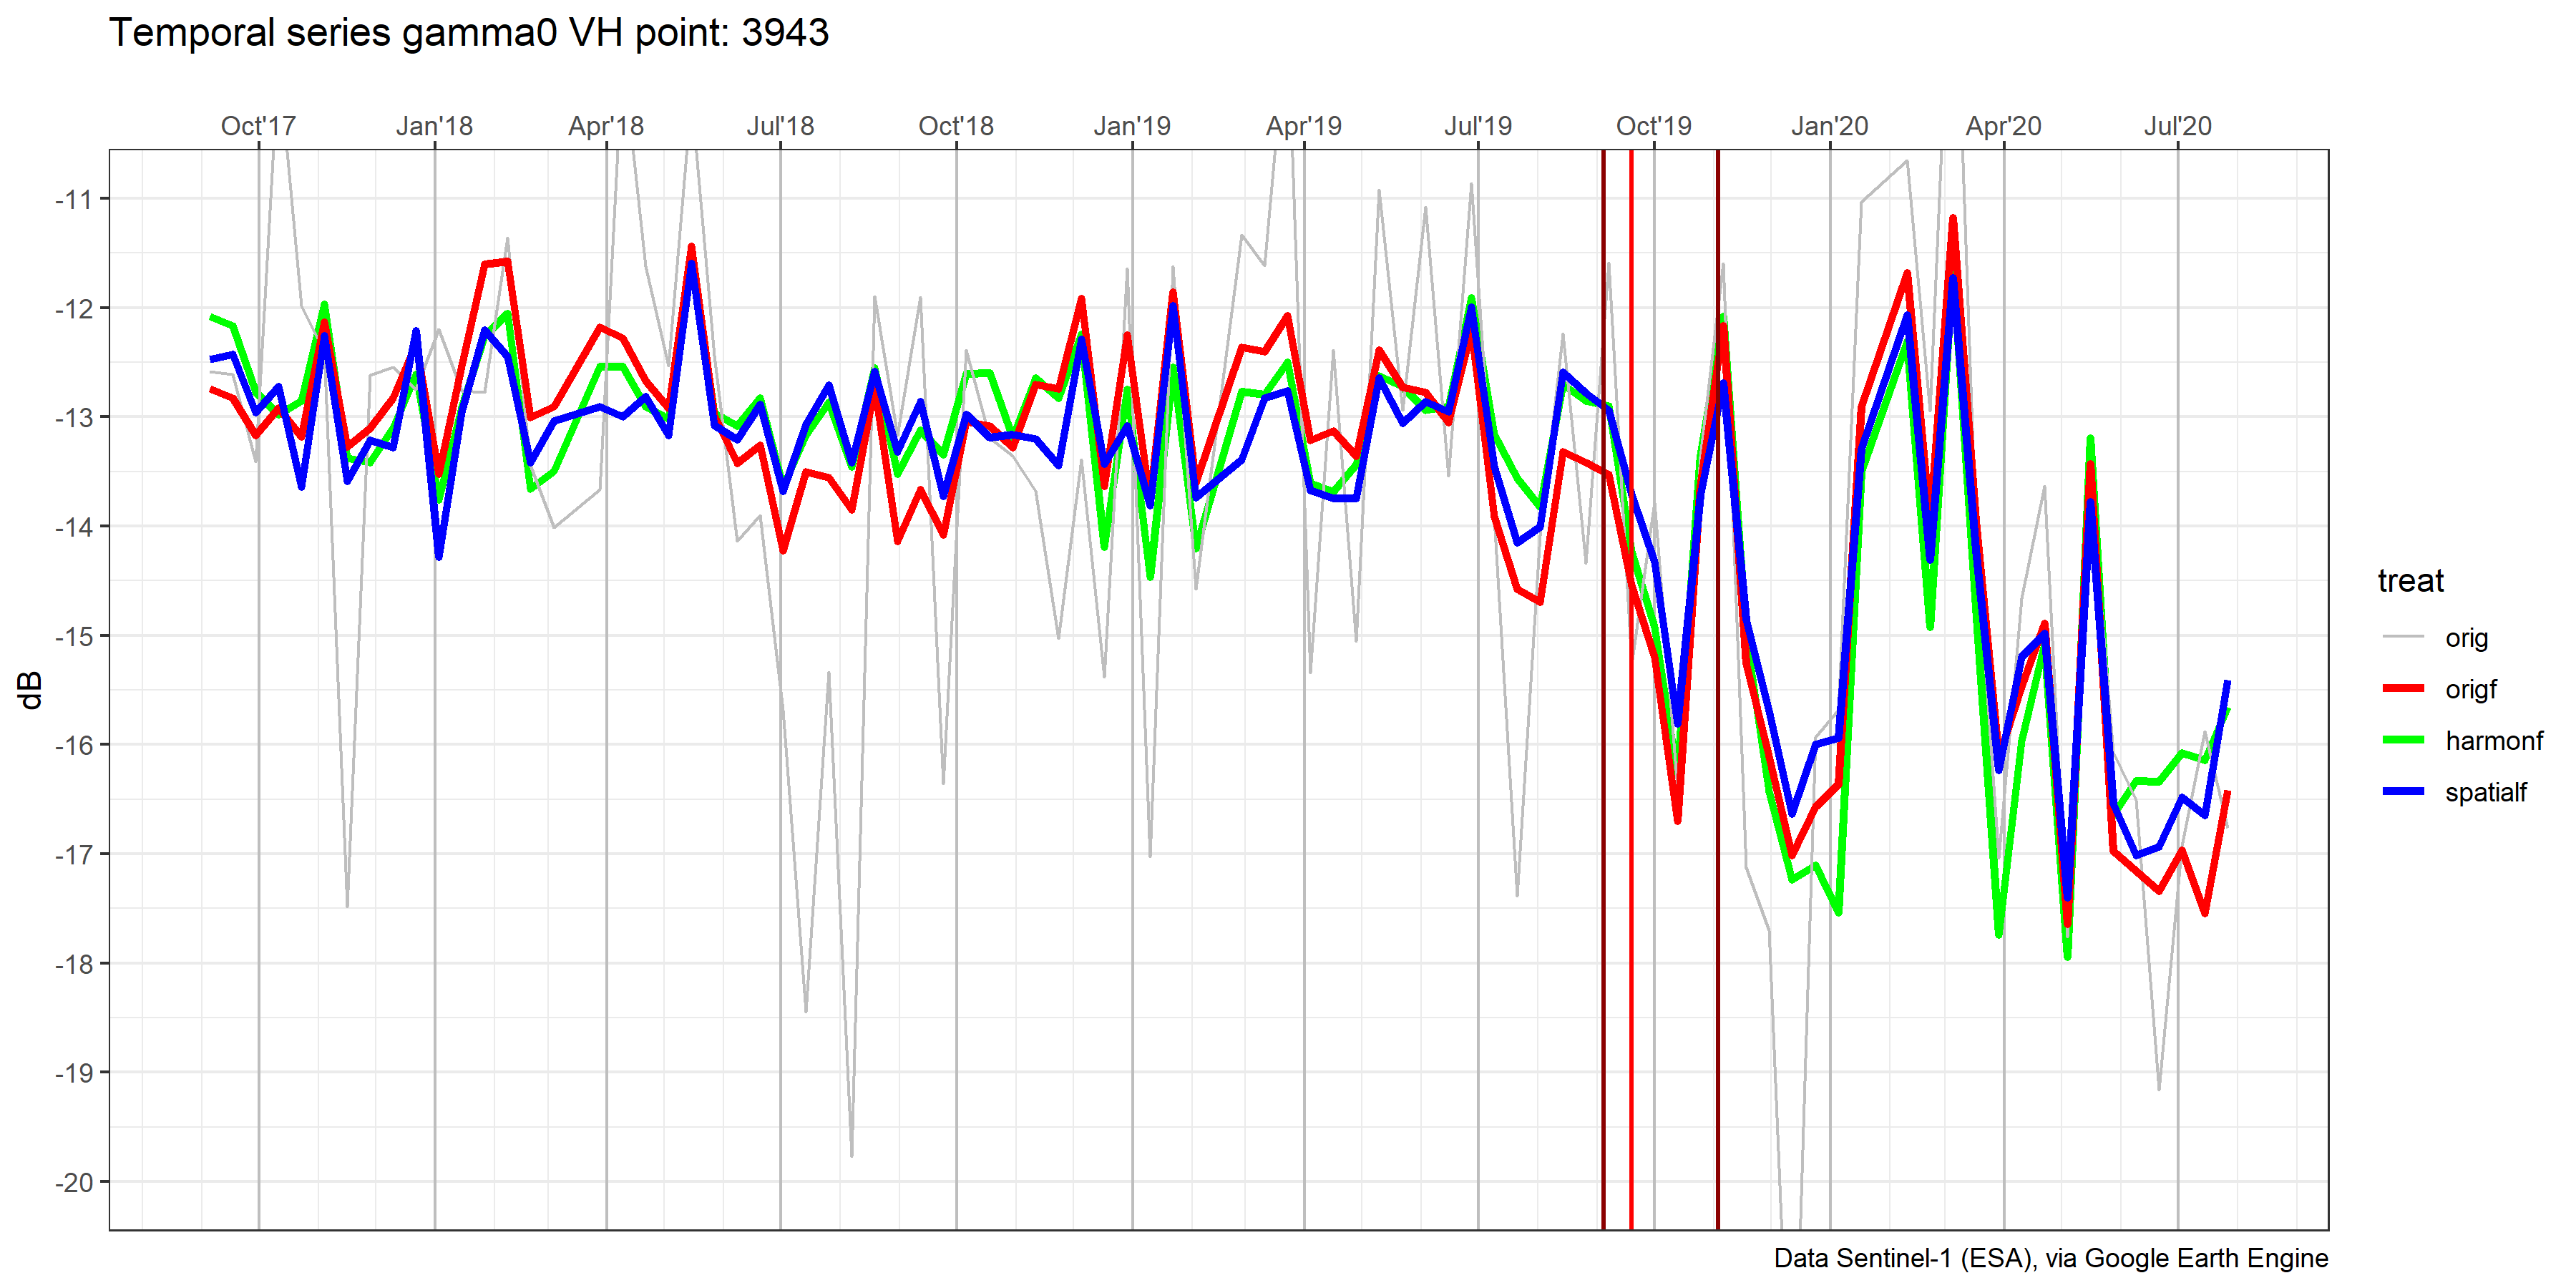 Temporal series gamma0 VH point: 3943
Oct'17 Jan'18 Apr'18 Jul'18 Oct'18 Jan'19 Apr'19 Jul'19 Oct'19 Jan'20 Apr'20 Jul'20
-11
-12
-13
-14
-15
-16
-17
-18
-19
-20
dB
treat
orig
origf
harmonf
spatialf
Data Sentinel-1 (ESA), via Google Earth Engine